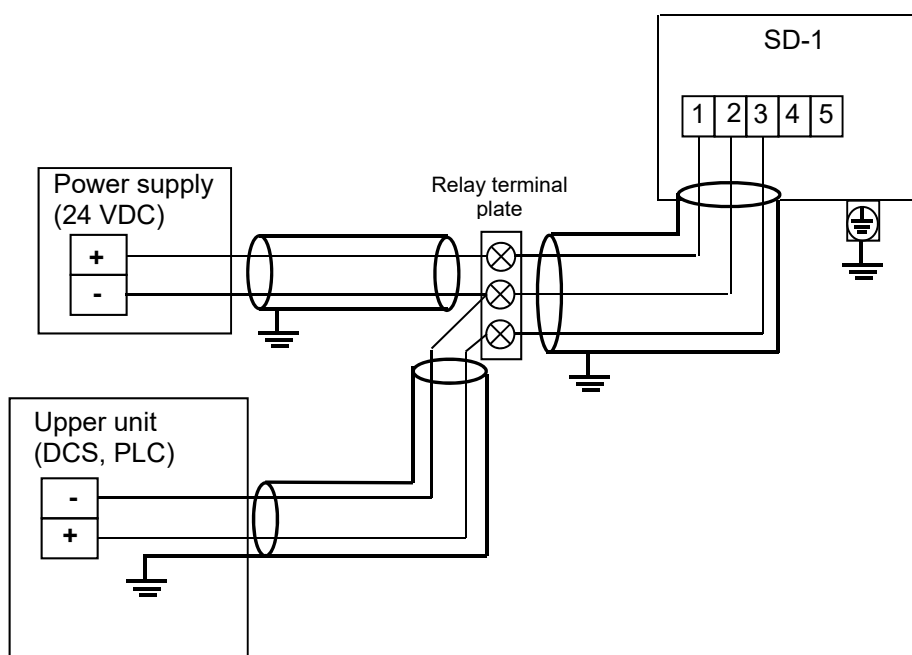 SD-1
1 2 3 4 5
Power supply
(24 VDC)
+
-
Relay terminal
plate
Upper unit
(DCS, PLC)
-
+